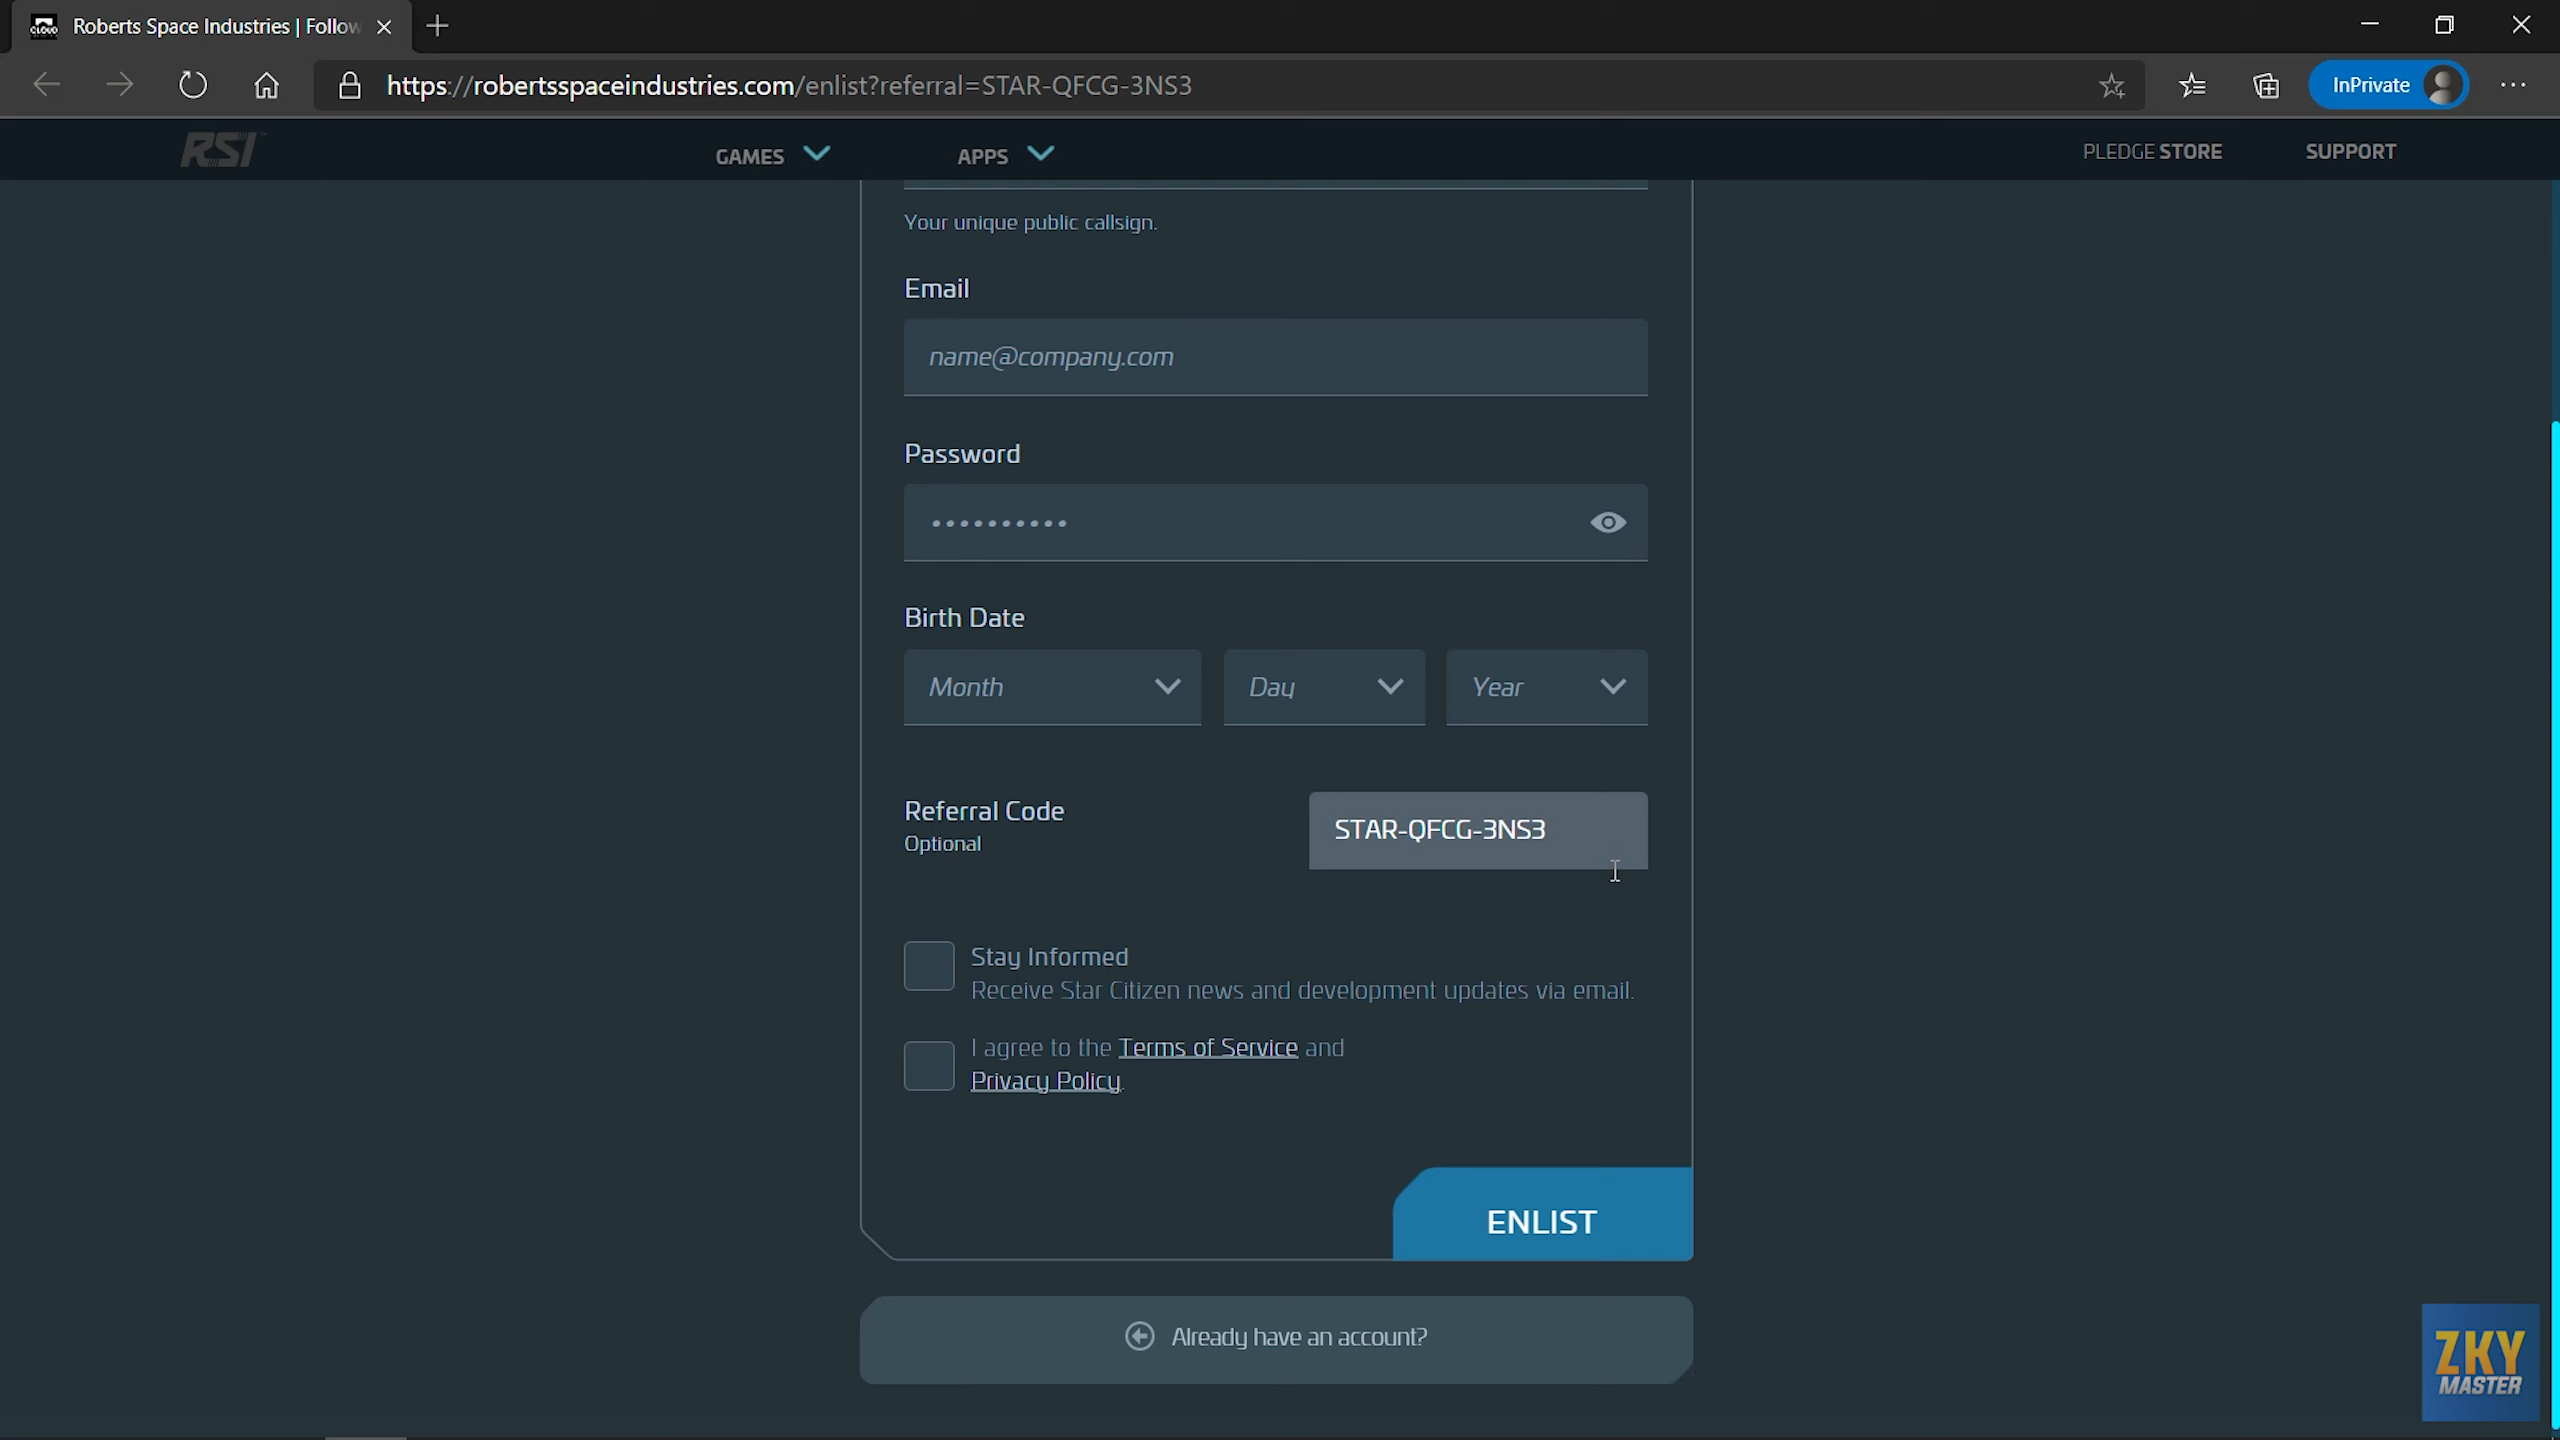 Roberts Space Industries | Follow
https://robertsspaceindustries.com/enlist?referral=STAR-QFCG-3NS3
InPrivate
RSI
GAMES
APPS
PLEDGE STORE
SUPPORT
Your unique public callsign.
Email
name@company.com
Password
Birth Date
Month
Day
Year
Referral Code
STAR-QFCG-3NS3
Optional
Stay Informed
Receive Star Citizen news and development updates via email.
I agree to the Terms of Service and
Privacy Policy.
ENLIST
Already have an account?
ZKY
MASTER